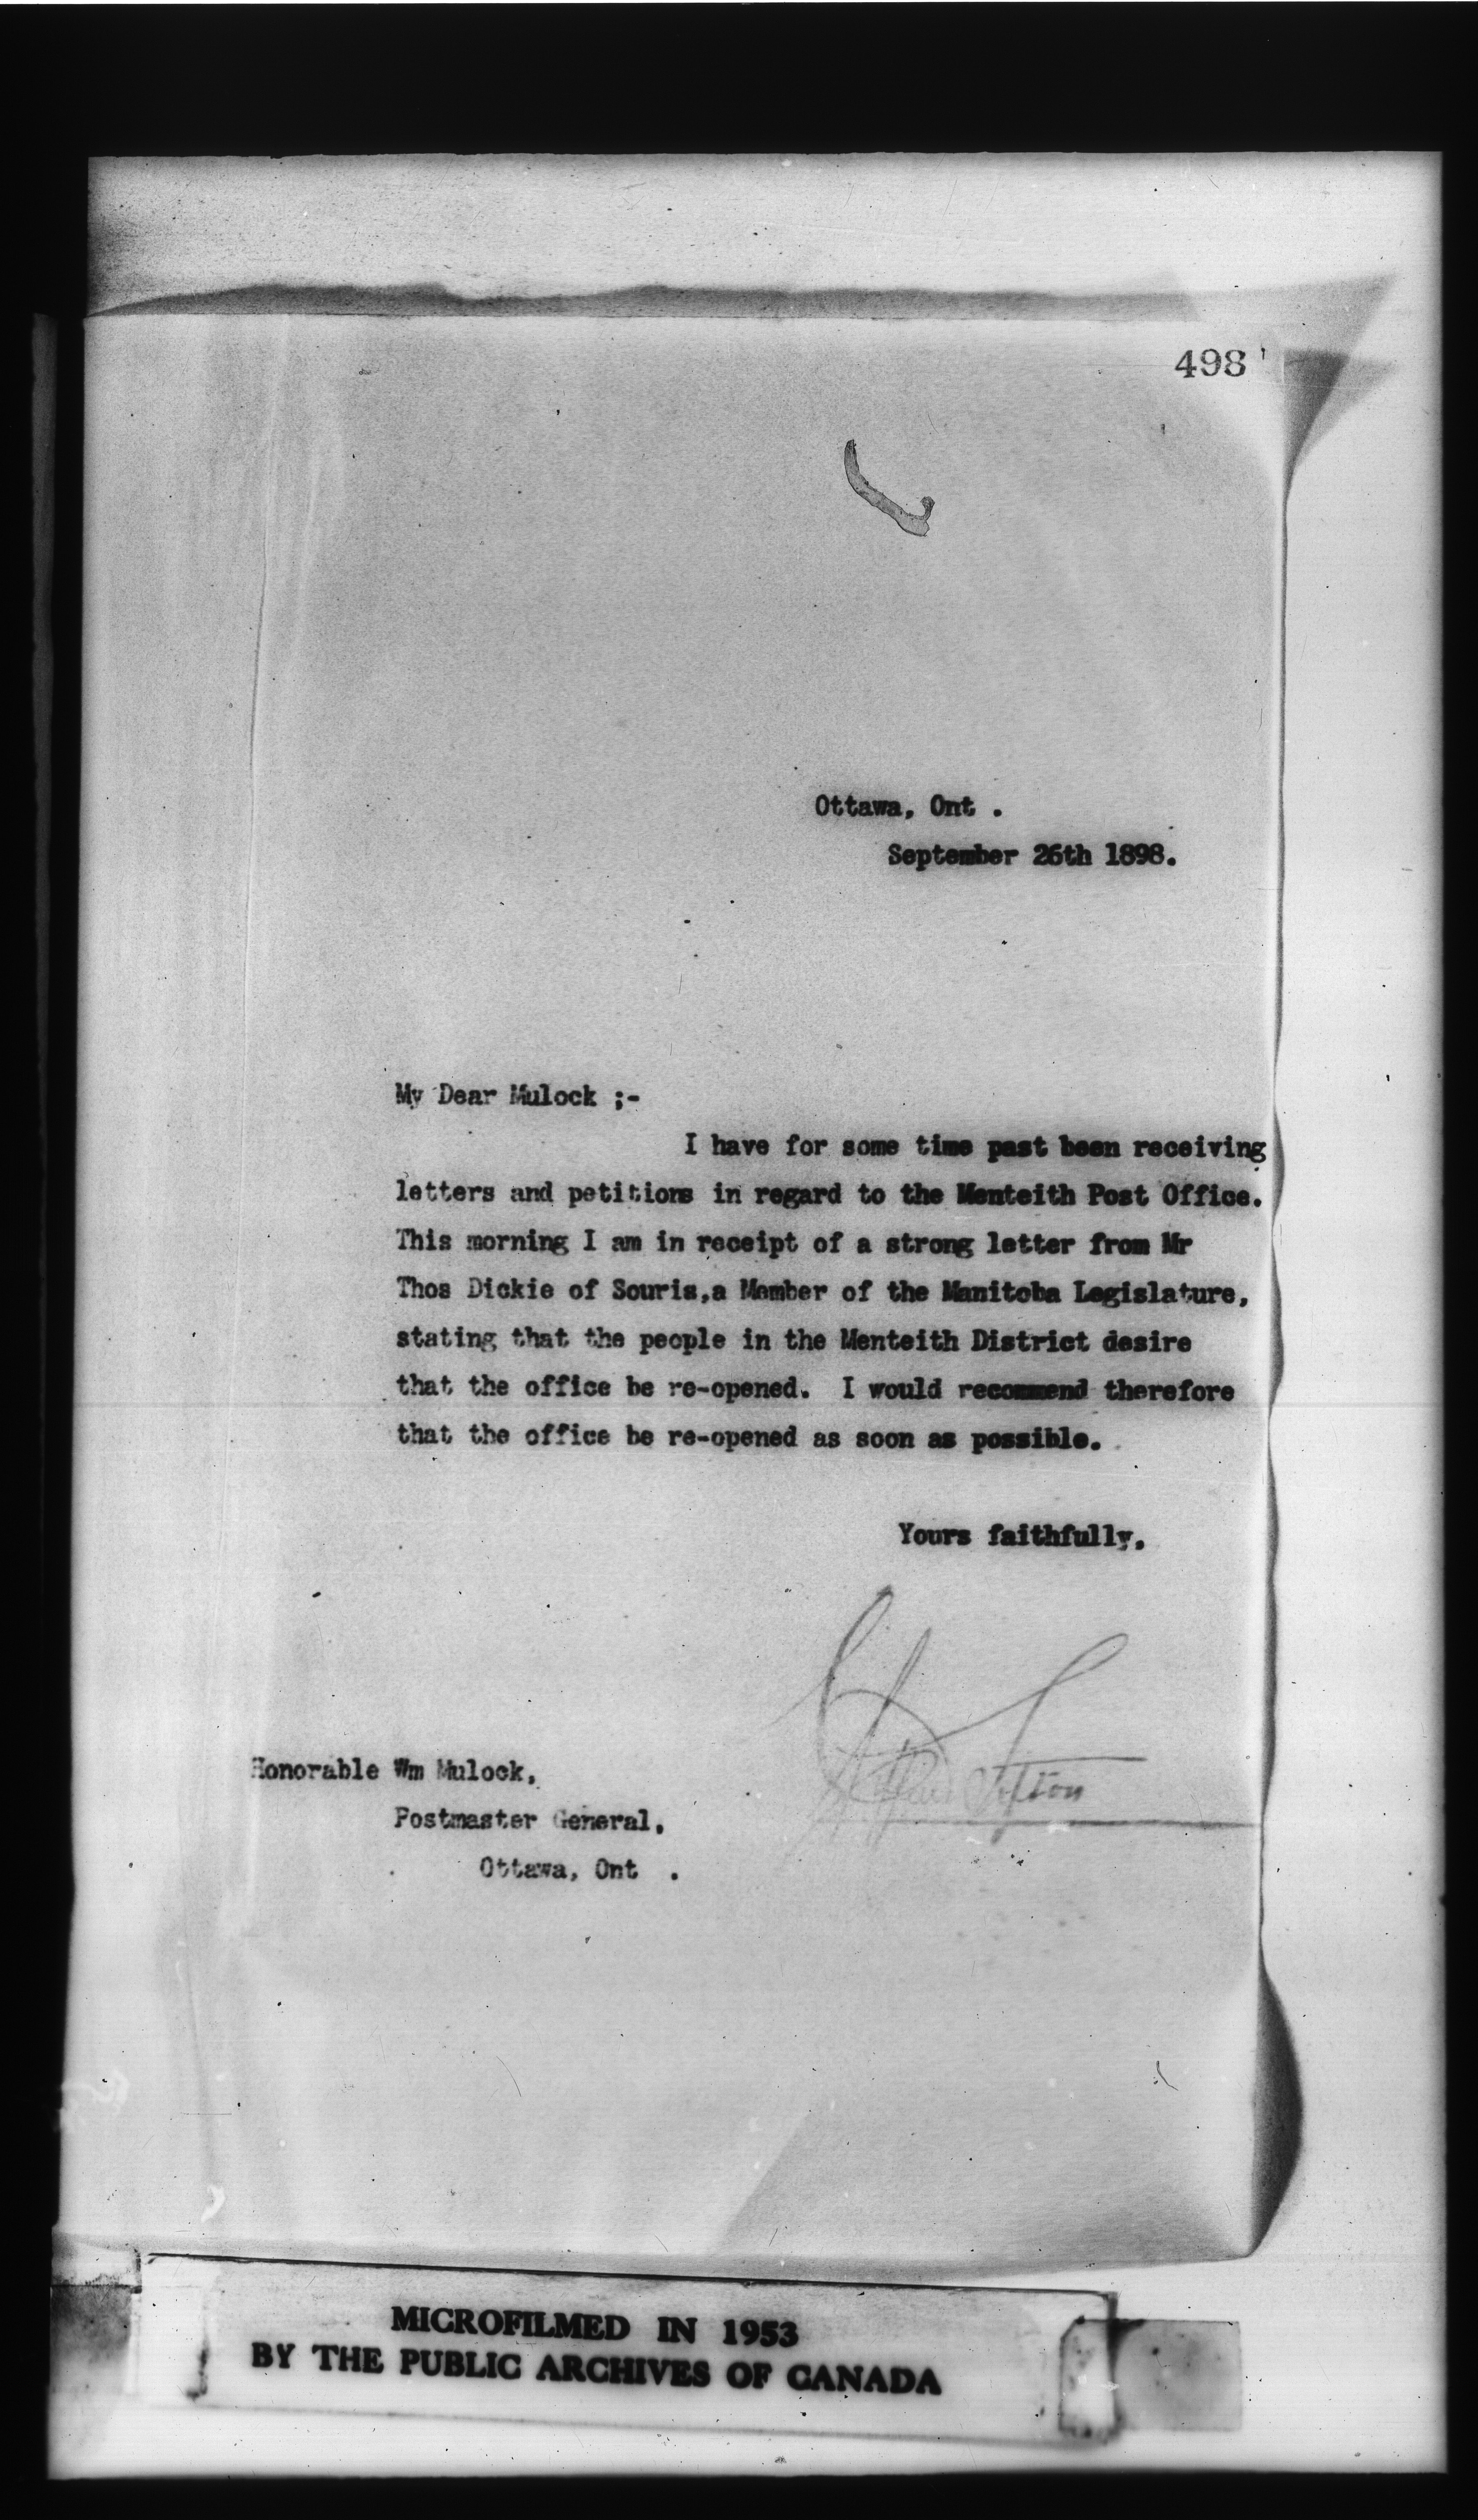 498
Ottawa, Ont .
September 26th 1898.
My Dear Mulock ;-
I have for some time past been receiving
letters and petitions in regard to the Menteith Post Office.
This morning I am in receipt of a strong letter from Mr
Thos Dickie of Souris,a Member of the Manitoba Legislature,
stating that the people in the Menteith District desire
that the office be re-opened. I would recommend therefore
that the office be re-opened as soon as possible.
Yours faithfully,
Sifton
Honorable Wm Mulock,
Postmaster General,
Ottawa, Ont .
MICROFILMED IN 1953
BY THE PUBLIC ARCHIVES OF CANADA